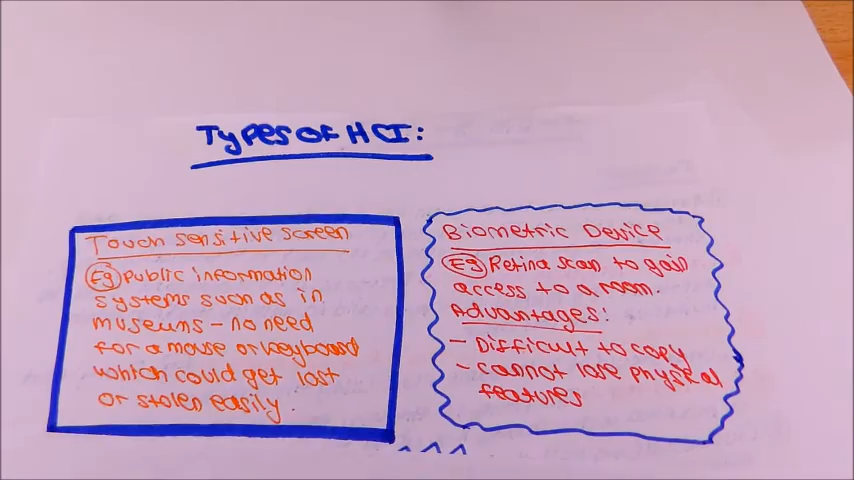 Types of HCI:
Touch sensitive screen
Eg Public information
systems such as in
museums - no need
for a mouse or keyboard
which could get lost
or stolen easily.
Biometric Device
Eg Retina scan to gain
access to a room.
Advantages:
- Difficult to copy
- cannot lose physical
features